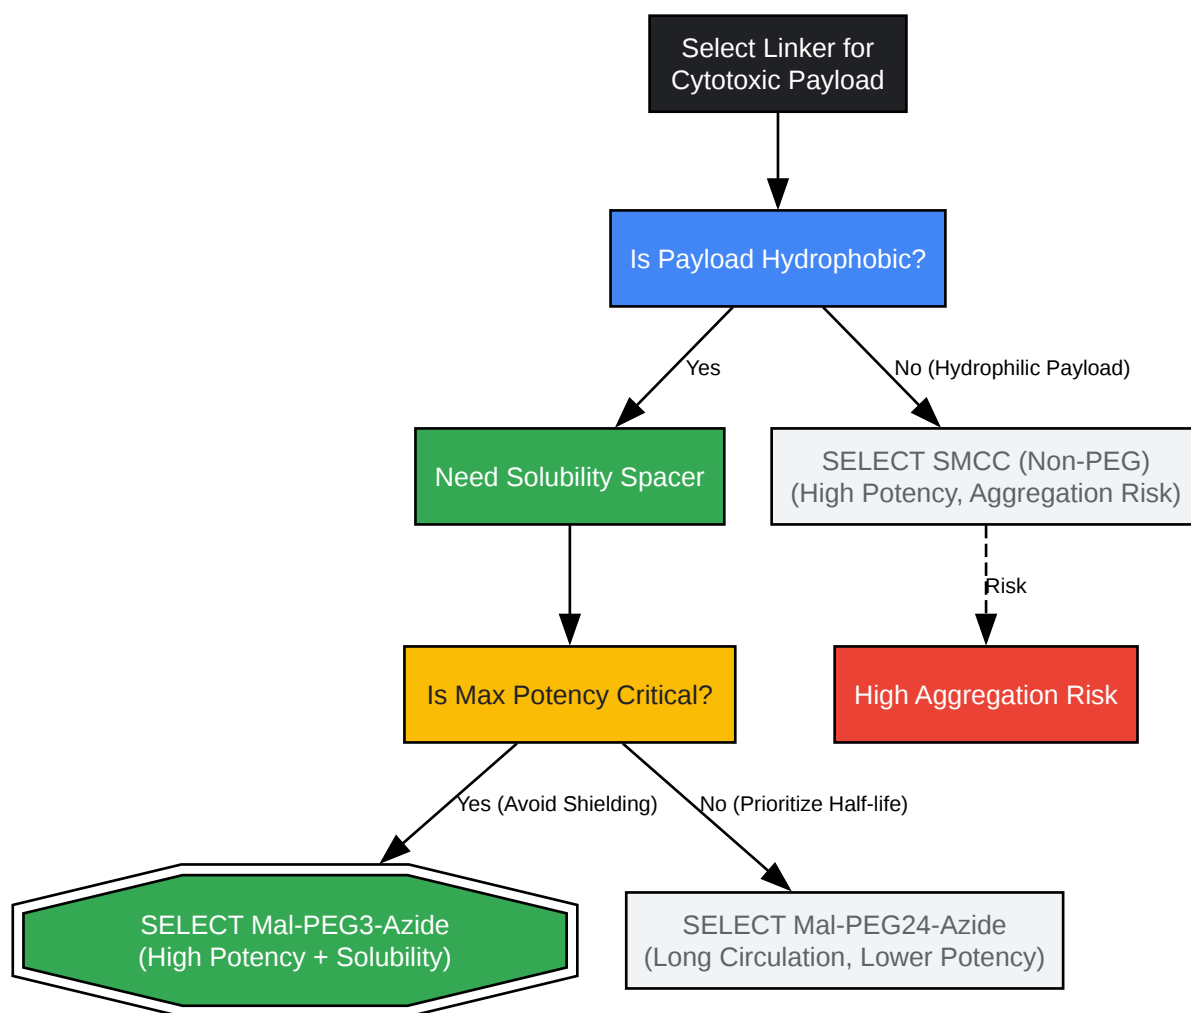 Select Linker for
Cytotoxic Payload
Is Payload Hydrophobic?
Yes
No (Hydrophilic Payload)
Need Solubility Spacer
SELECT SMCC (Non-PEG)
(High Potency, Aggregation Risk)
Risk
Is Max Potency Critical?
High Aggregation Risk
Yes (Avoid Shielding)
No (Prioritize Half-life)
SELECT Mal-PEG3-Azide
(High Potency + Solubility)
SELECT Mal-PEG24-Azide
(Long Circulation, Lower Potency)